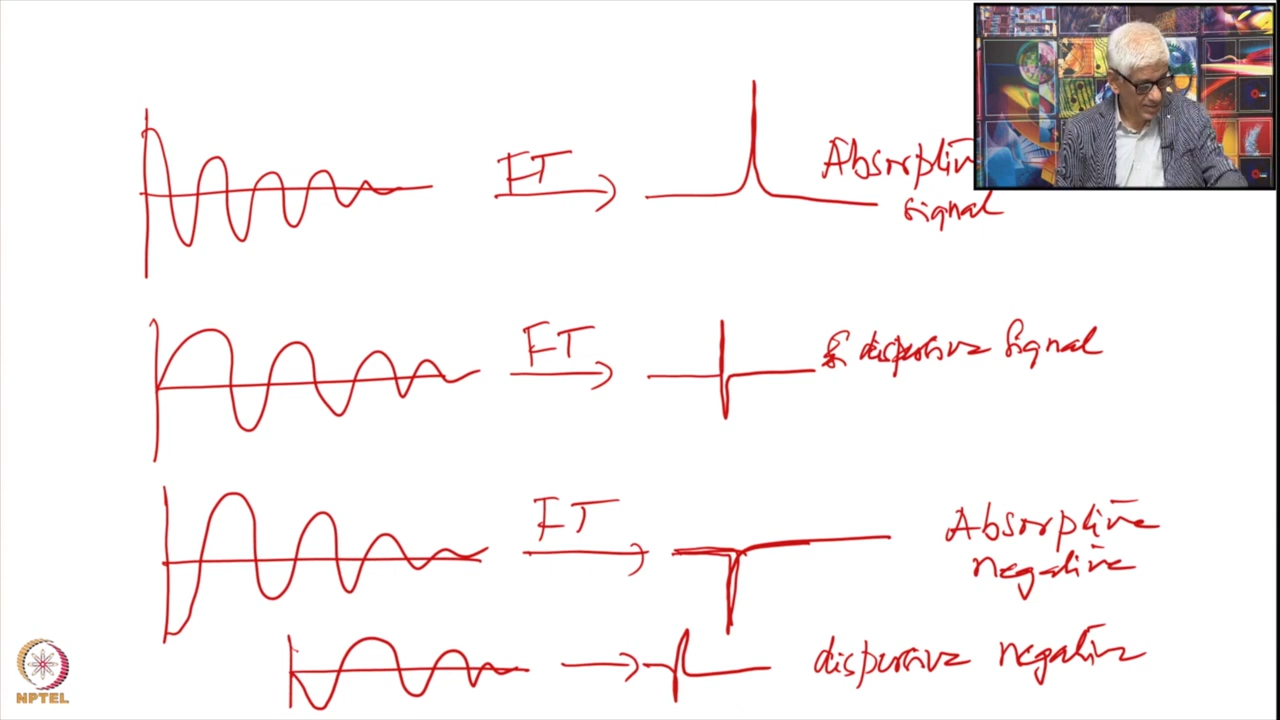 FT
Absorptive
signal
FT
dispersive signal
FT
Absorptive
negative
dispersive negative
NPTEL